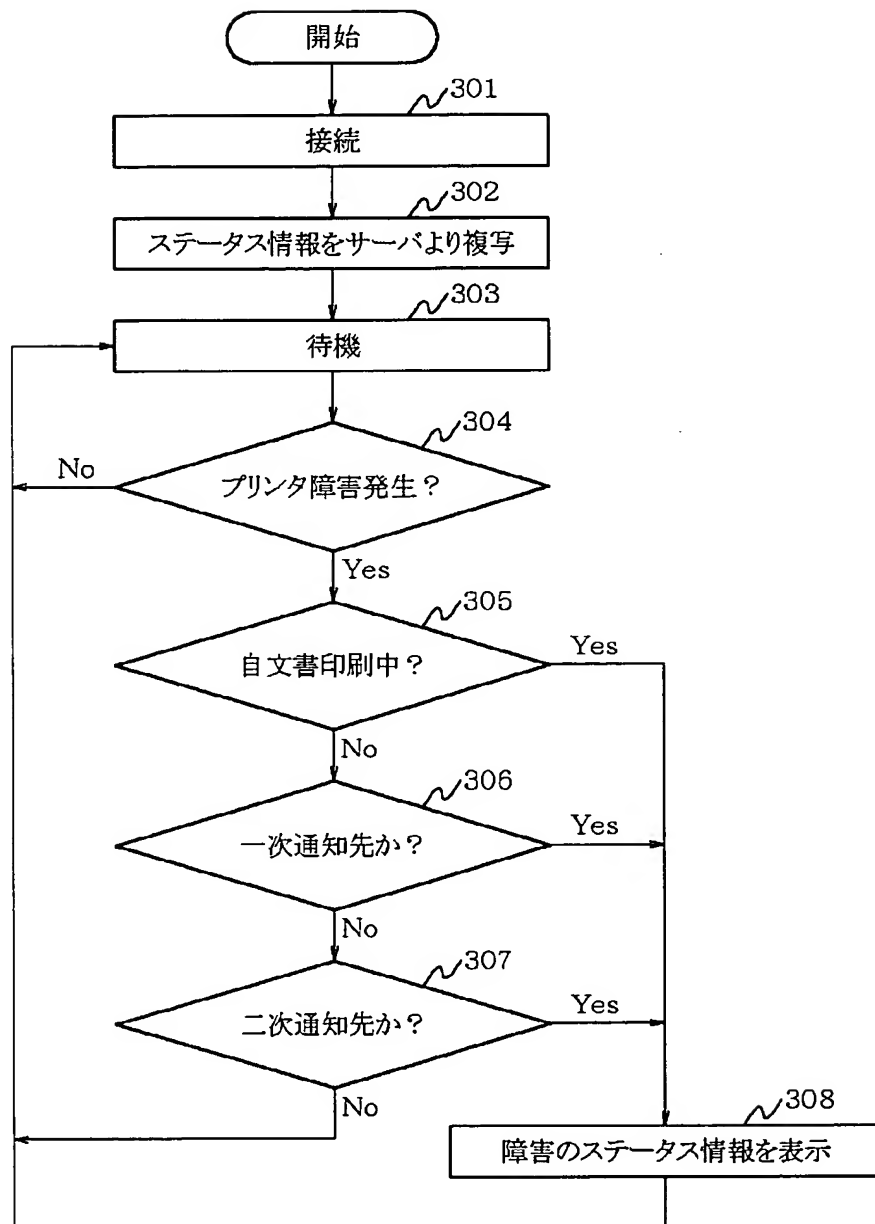 開始
301
接続
302
ステータス情報をサーバより複写
303
待機
304
プリンタ障害発生？
No
Yes
305
自文書印刷中？
Yes
No
306
一次通知先か？
Yes
No
307
二次通知先か？
Yes
No
308
障害のステータス情報を表示